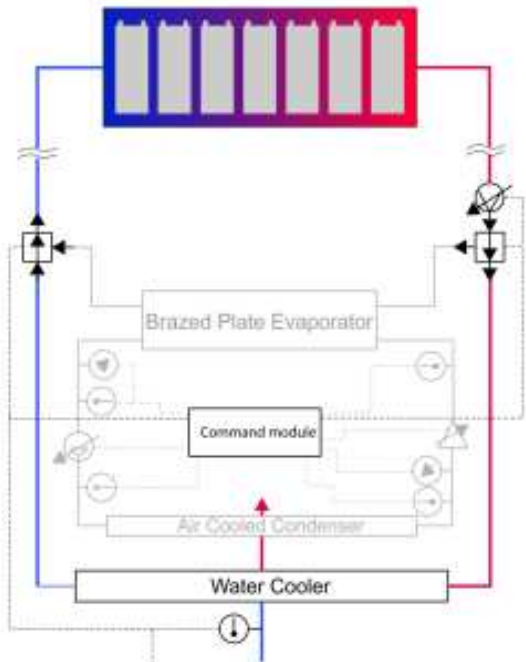 Brazed Plate Evaporator
Command module
Air Cooled Condenser
Water Cooler